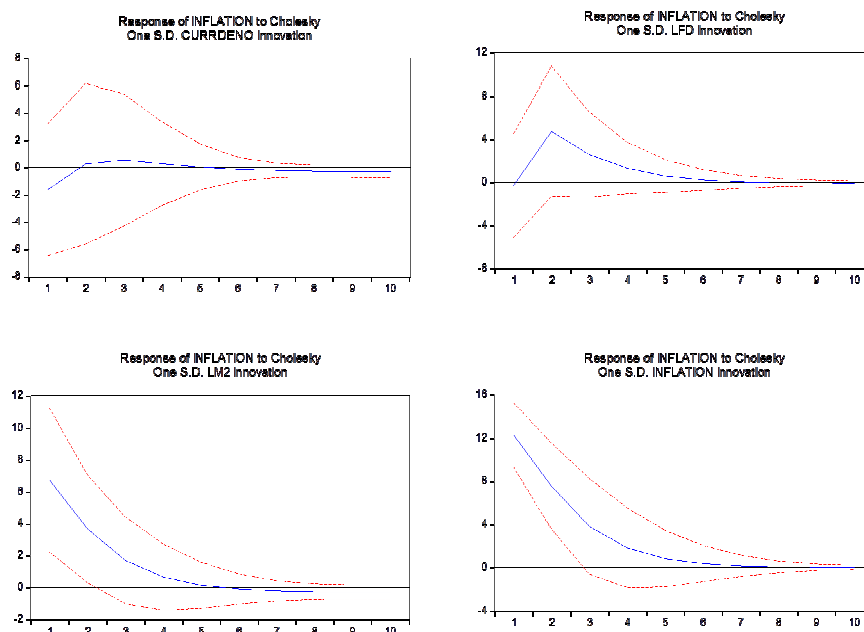 Response of INFLATION to Cholesky
One S.D. CURRDENO Innovation
8
6
4
2
0
-2
-4
-6
-8
1 2 3 4 5 6 7 8 9 10
Response of INFLATION to Cholesky
One S.D. LFD Innovation
12
8
4
0
-4
-8
1 2 3 4 5 6 7 8 9 10
Response of INFLATION to Cholesky
One S.D. LM2 Innovation
12
10
8
6
4
2
0
-2
1 2 3 4 5 6 7 8 9 10
Response of INFLATION to Cholesky
One S.D. INFLATION Innovation
16
12
8
4
0
-4
1 2 3 4 5 6 7 8 9 10